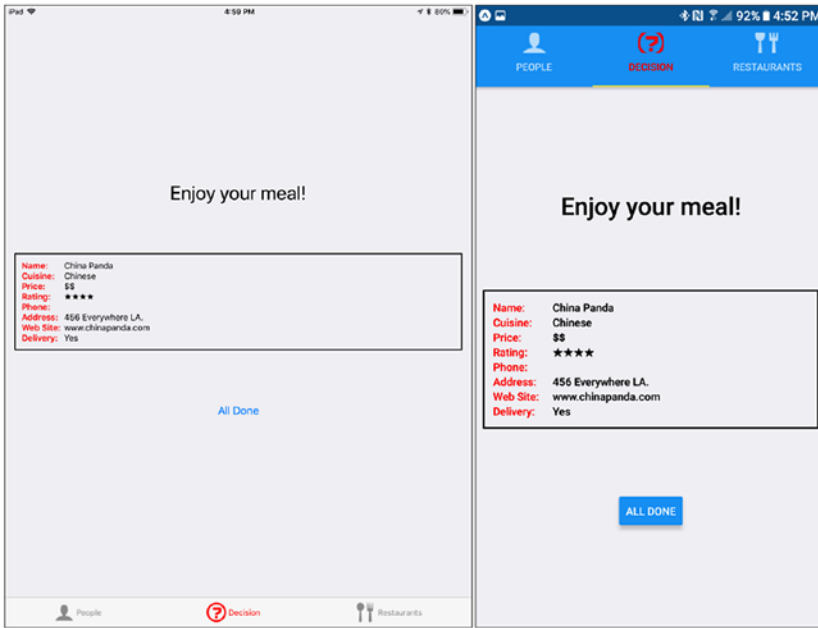 iPad 4:59 PM 80%
Enjoy your meal!
Name: China Panda
Cuisine: Chinese
Price: $$
Rating: ★★★★
Phone:
Address: 456 Everywhere LA.
Web Site: www.chinapanda.com
Delivery: Yes
All Done
People Decision Restaurants
92% 4:52 PM
PEOPLE DECISION RESTAURANTS
Enjoy your meal!
Name: China Panda
Cuisine: Chinese
Price: $$
Rating: ★★★★
Phone:
Address: 456 Everywhere LA.
Web Site: www.chinapanda.com
Delivery: Yes
ALL DONE